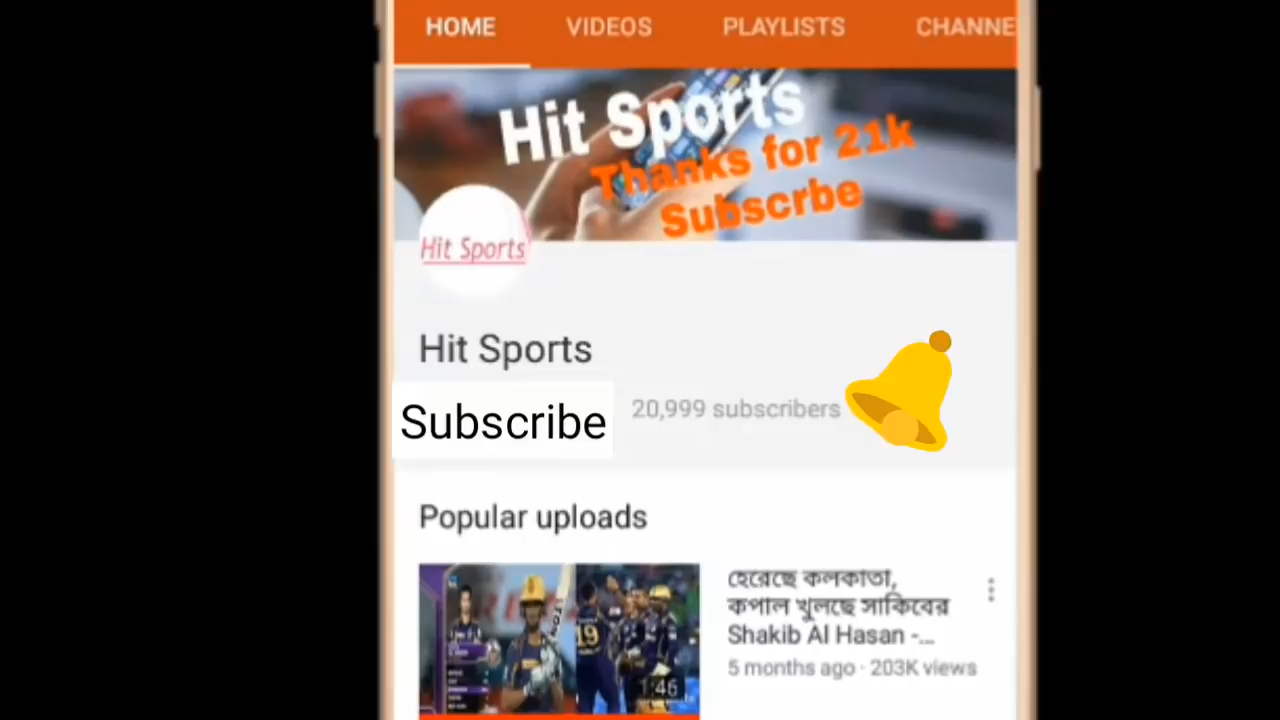 HOME VIDEOS PLAYLISTS CHANNE
Hit Sports
Thanks for 21k
Subscrbe
Hit Sports
Hit Sports
Subscribe 20,999 subscribers
Popular uploads
হেরেছে কলকাতা,
কপাল খুলছে সাকিবের
Shakib Al Hasan -...
5 months ago · 203K views
19
1:46